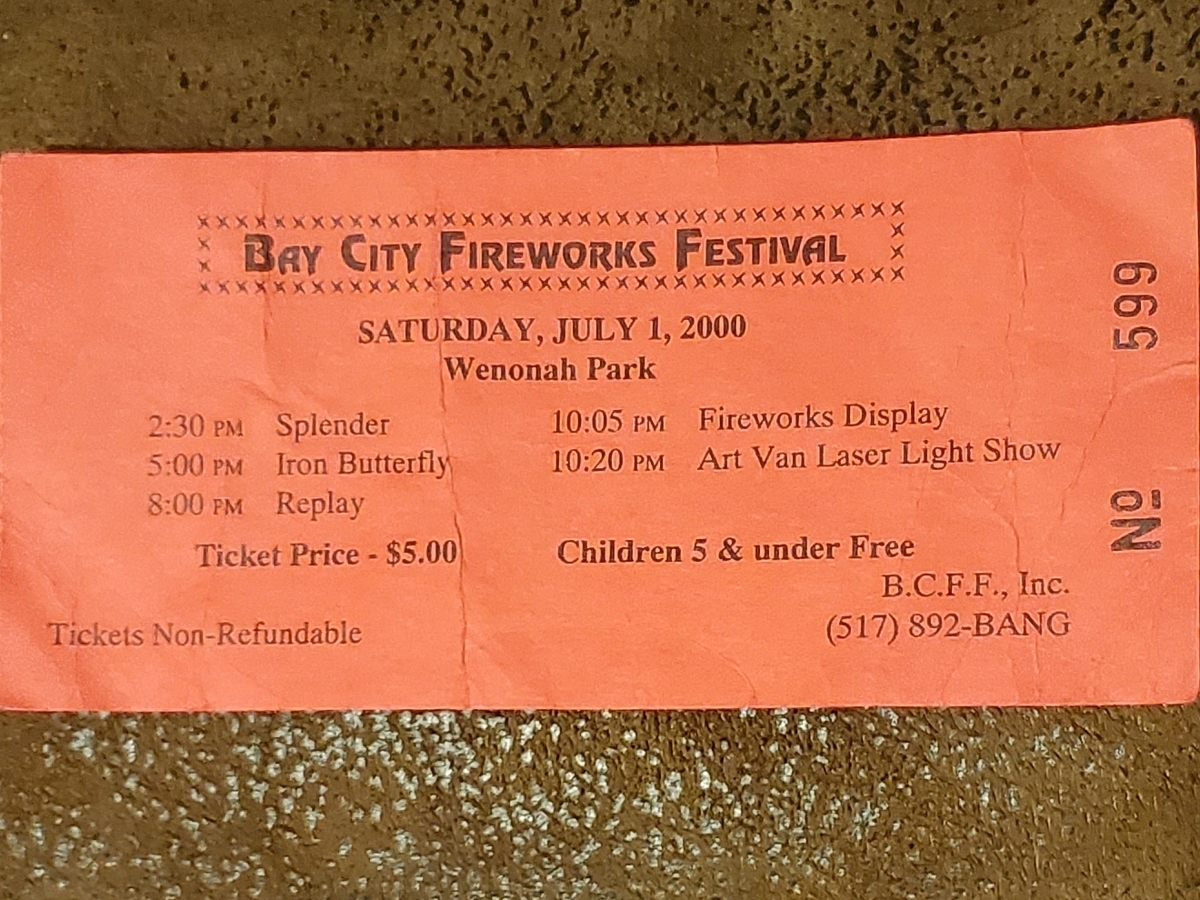 BAY CITY FIREWORKS FESTIVAL
SATURDAY, JULY 1, 2000
Wenonah Park
2:30 PM Splender
5:00 PM Iron Butterfly
8:00 PM Replay
10:05 PM Fireworks Display
10:20 PM Art Van Laser Light Show
Ticket Price - $5.00
Children 5 & under Free
B.C.F.F., Inc.
(517) 892-BANG
Tickets Non-Refundable
Nº 599